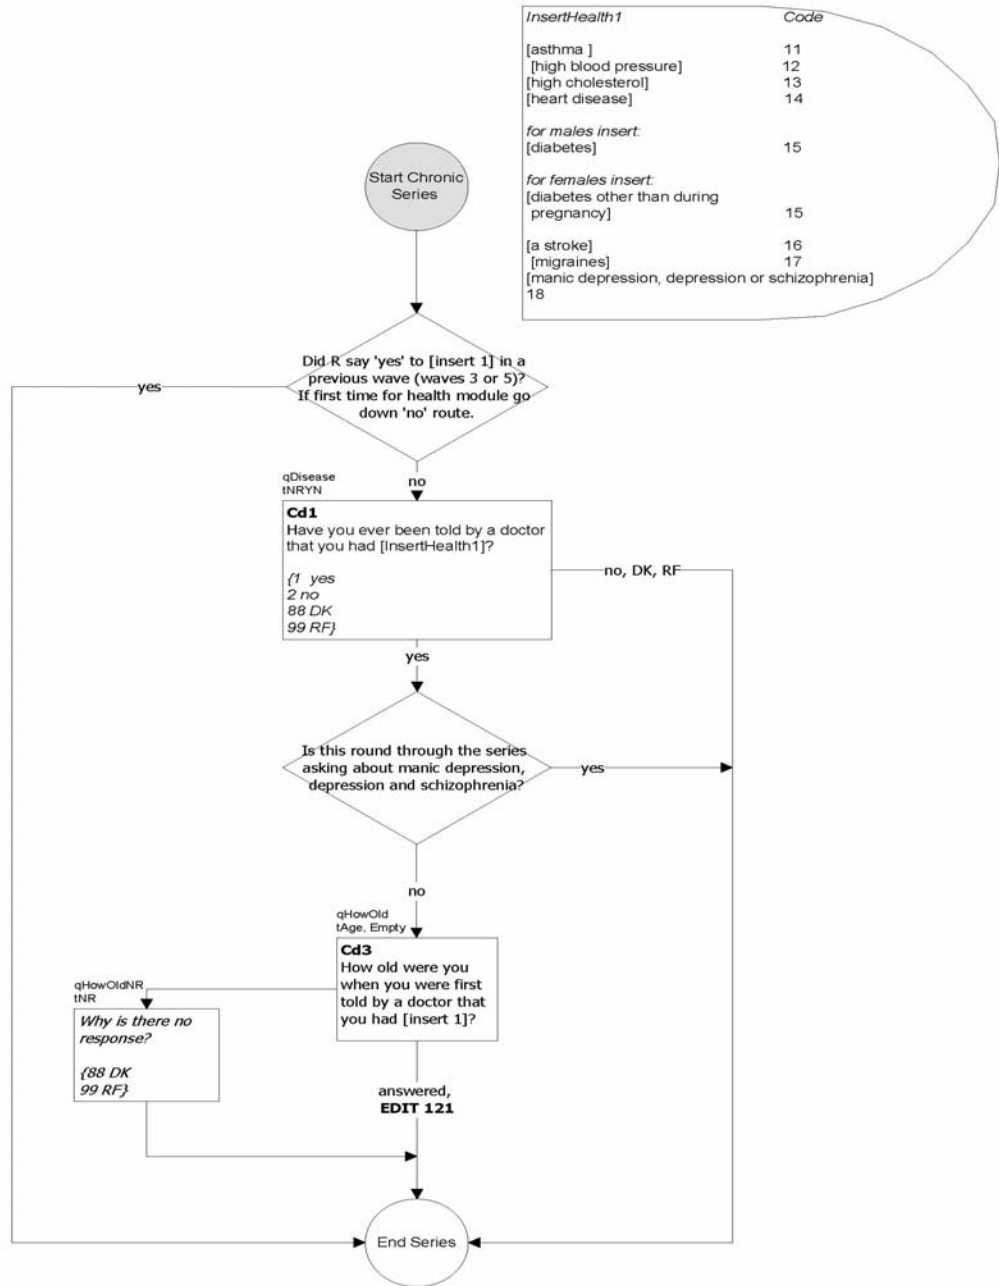 InsertHealth1 Code
[asthma ] 11
[high blood pressure] 12
[high cholesterol] 13
[heart disease] 14
for males insert:
[diabetes] 15
for females insert:
[diabetes other than during
pregnancy] 15
[a stroke] 16
[migraines] 17
[manic depression, depression or schizophrenia]
18
Start Chronic
Series
Did R say 'yes' to [insert 1] in a
previous wave (waves 3 or 5)?
If first time for health module go
down 'no' route.
yes
no
qDisease
tNRYN
Cd1
Have you ever been told by a doctor
that you had [InsertHealth1]?
{1 yes
2 no
88 DK
99 RF}
no, DK, RF
yes
Is this round through the series
asking about manic depression,
depression and schizophrenia?
yes
no
qHowOld
tAge, Empty
Cd3
How old were you
when you were first
told by a doctor that
you had [insert 1]?
qHowOldNR
tNR
Why is there no
response?
{88 DK
99 RF}
answered,
EDIT 121
End Series